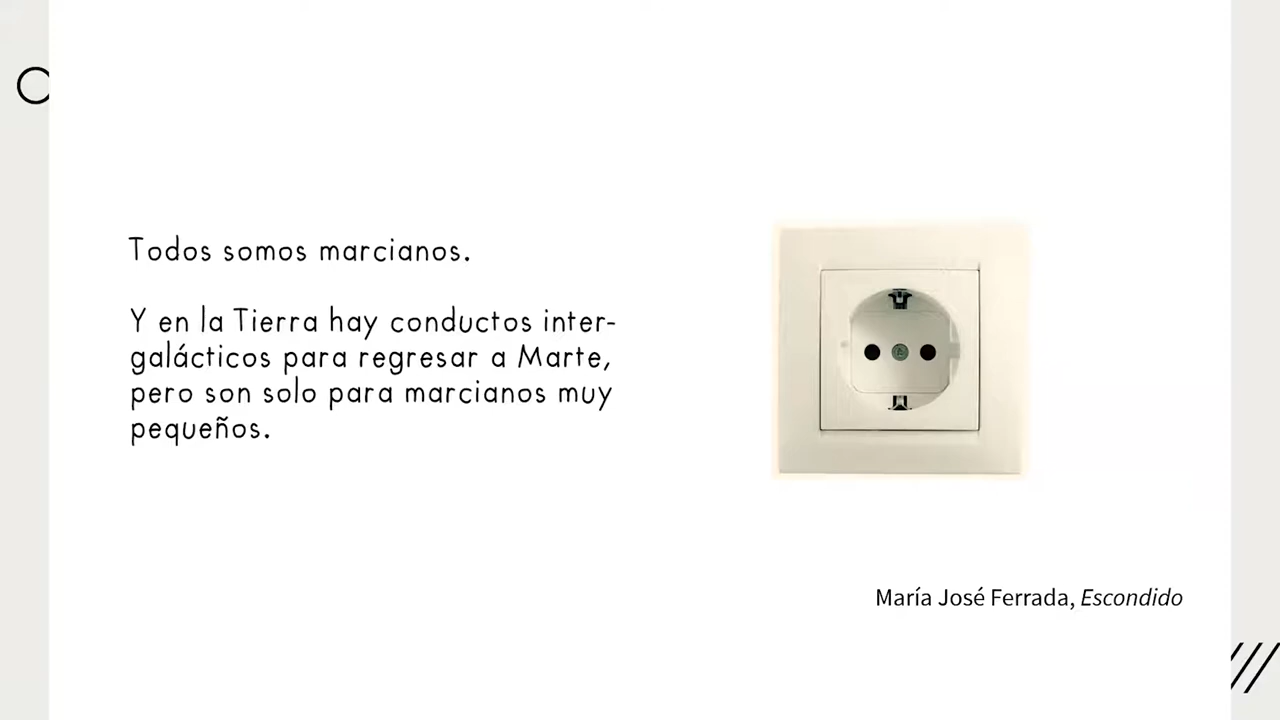 Todos somos marcianos.
Y en la Tierra hay conductos inter-
galácticos para regresar a Marte,
pero son solo para marcianos muy
pequeños.
María José Ferrada, Escondido